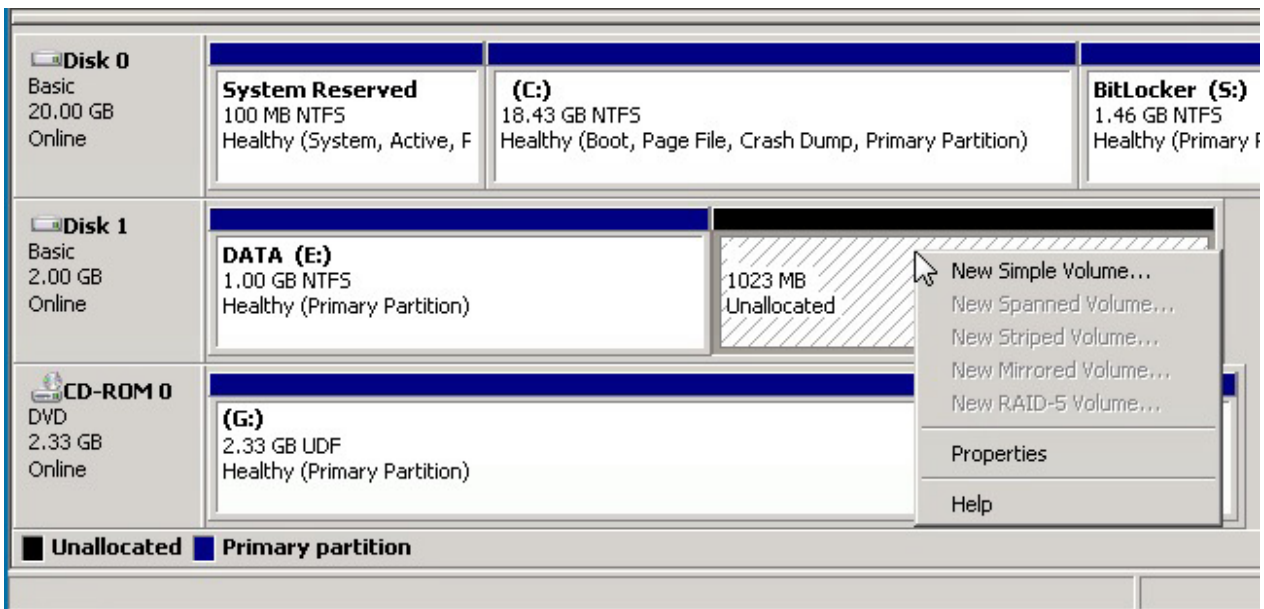 Disk 0
Basic
20.00 GB
Online
System Reserved
100 MB NTFS
Healthy (System, Active, P
(C:)
18.43 GB NTFS
Healthy (Boot, Page File, Crash Dump, Primary Partition)
BitLocker (S:)
1.46 GB NTFS
Healthy (Primary P
Disk 1
Basic
2.00 GB
Online
DATA (E:)
1.00 GB NTFS
Healthy (Primary Partition)
1023 MB
Unallocated
New Simple Volume...
New Spanned Volume...
New Striped Volume...
New Mirrored Volume...
New RAID-5 Volume...
Properties
Help
CD-ROM 0
DVD
2.33 GB
Online
(G:)
2.33 GB UDF
Healthy (Primary Partition)
Unallocated Primary partition